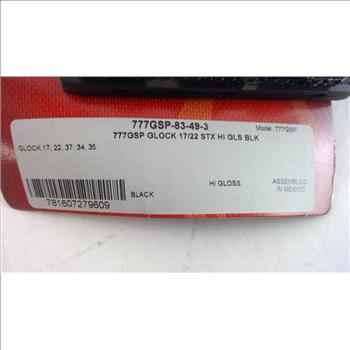 777GSP-83-49-3
Model: 777GSP
777GSP GLOCK 17/22 STX HI GLS BLK
GLOCK 17, 22, 37, 34, 35
BLACK
HI GLOSS
ASSEMBLED
IN MEXICO
781607279609